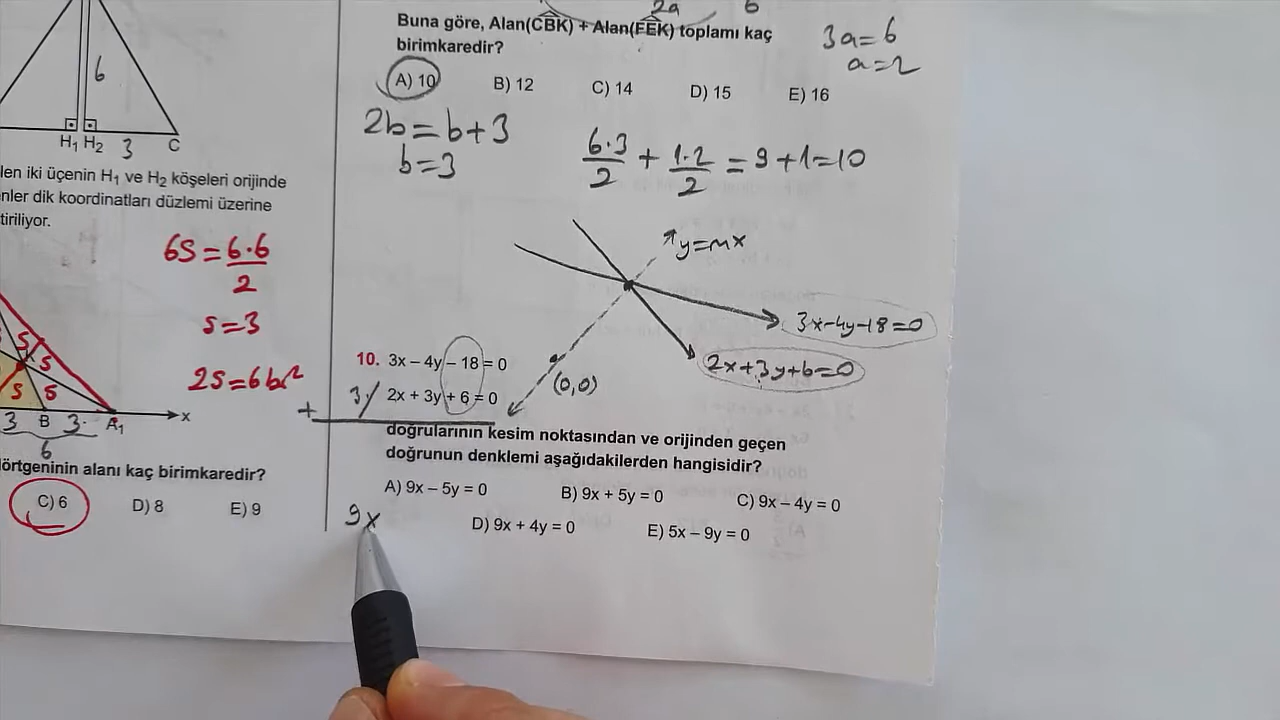 6
H₁ H₂ 3 C
len iki üçenin H₁ ve H₂ köşeleri orijinde
nler dik koordinatları düzlemi üzerine
tiriliyor.
6S = 6·6
2
S = 3
2S = 6br²
S S
S
S S
3 B 3 A₁ x
6
örtgeninin alanı kaç birimkaredir?
C) 6 D) 8 E) 9
2a 6
Buna göre, Alan(CBK) + Alan(FEK) toplamı kaç
birimkaredir?
3a = 6
a = 2
A) 10 B) 12 C) 14 D) 15 E) 16
2b = b + 3
b = 3
6·3/2 + 1·2/2 = 9 + 1 = 10
y = mx
3x - 4y - 18 = 0
2x + 3y + 6 = 0
(0,0)
10. 3x – 4y – 18 = 0
3/ 2x + 3y + 6 = 0
+
doğrularının kesim noktasından ve orijinden geçen
doğrunun denklemi aşağıdakilerden hangisidir?
A) 9x – 5y = 0 B) 9x + 5y = 0 C) 9x – 4y = 0
D) 9x + 4y = 0 E) 5x – 9y = 0
9x